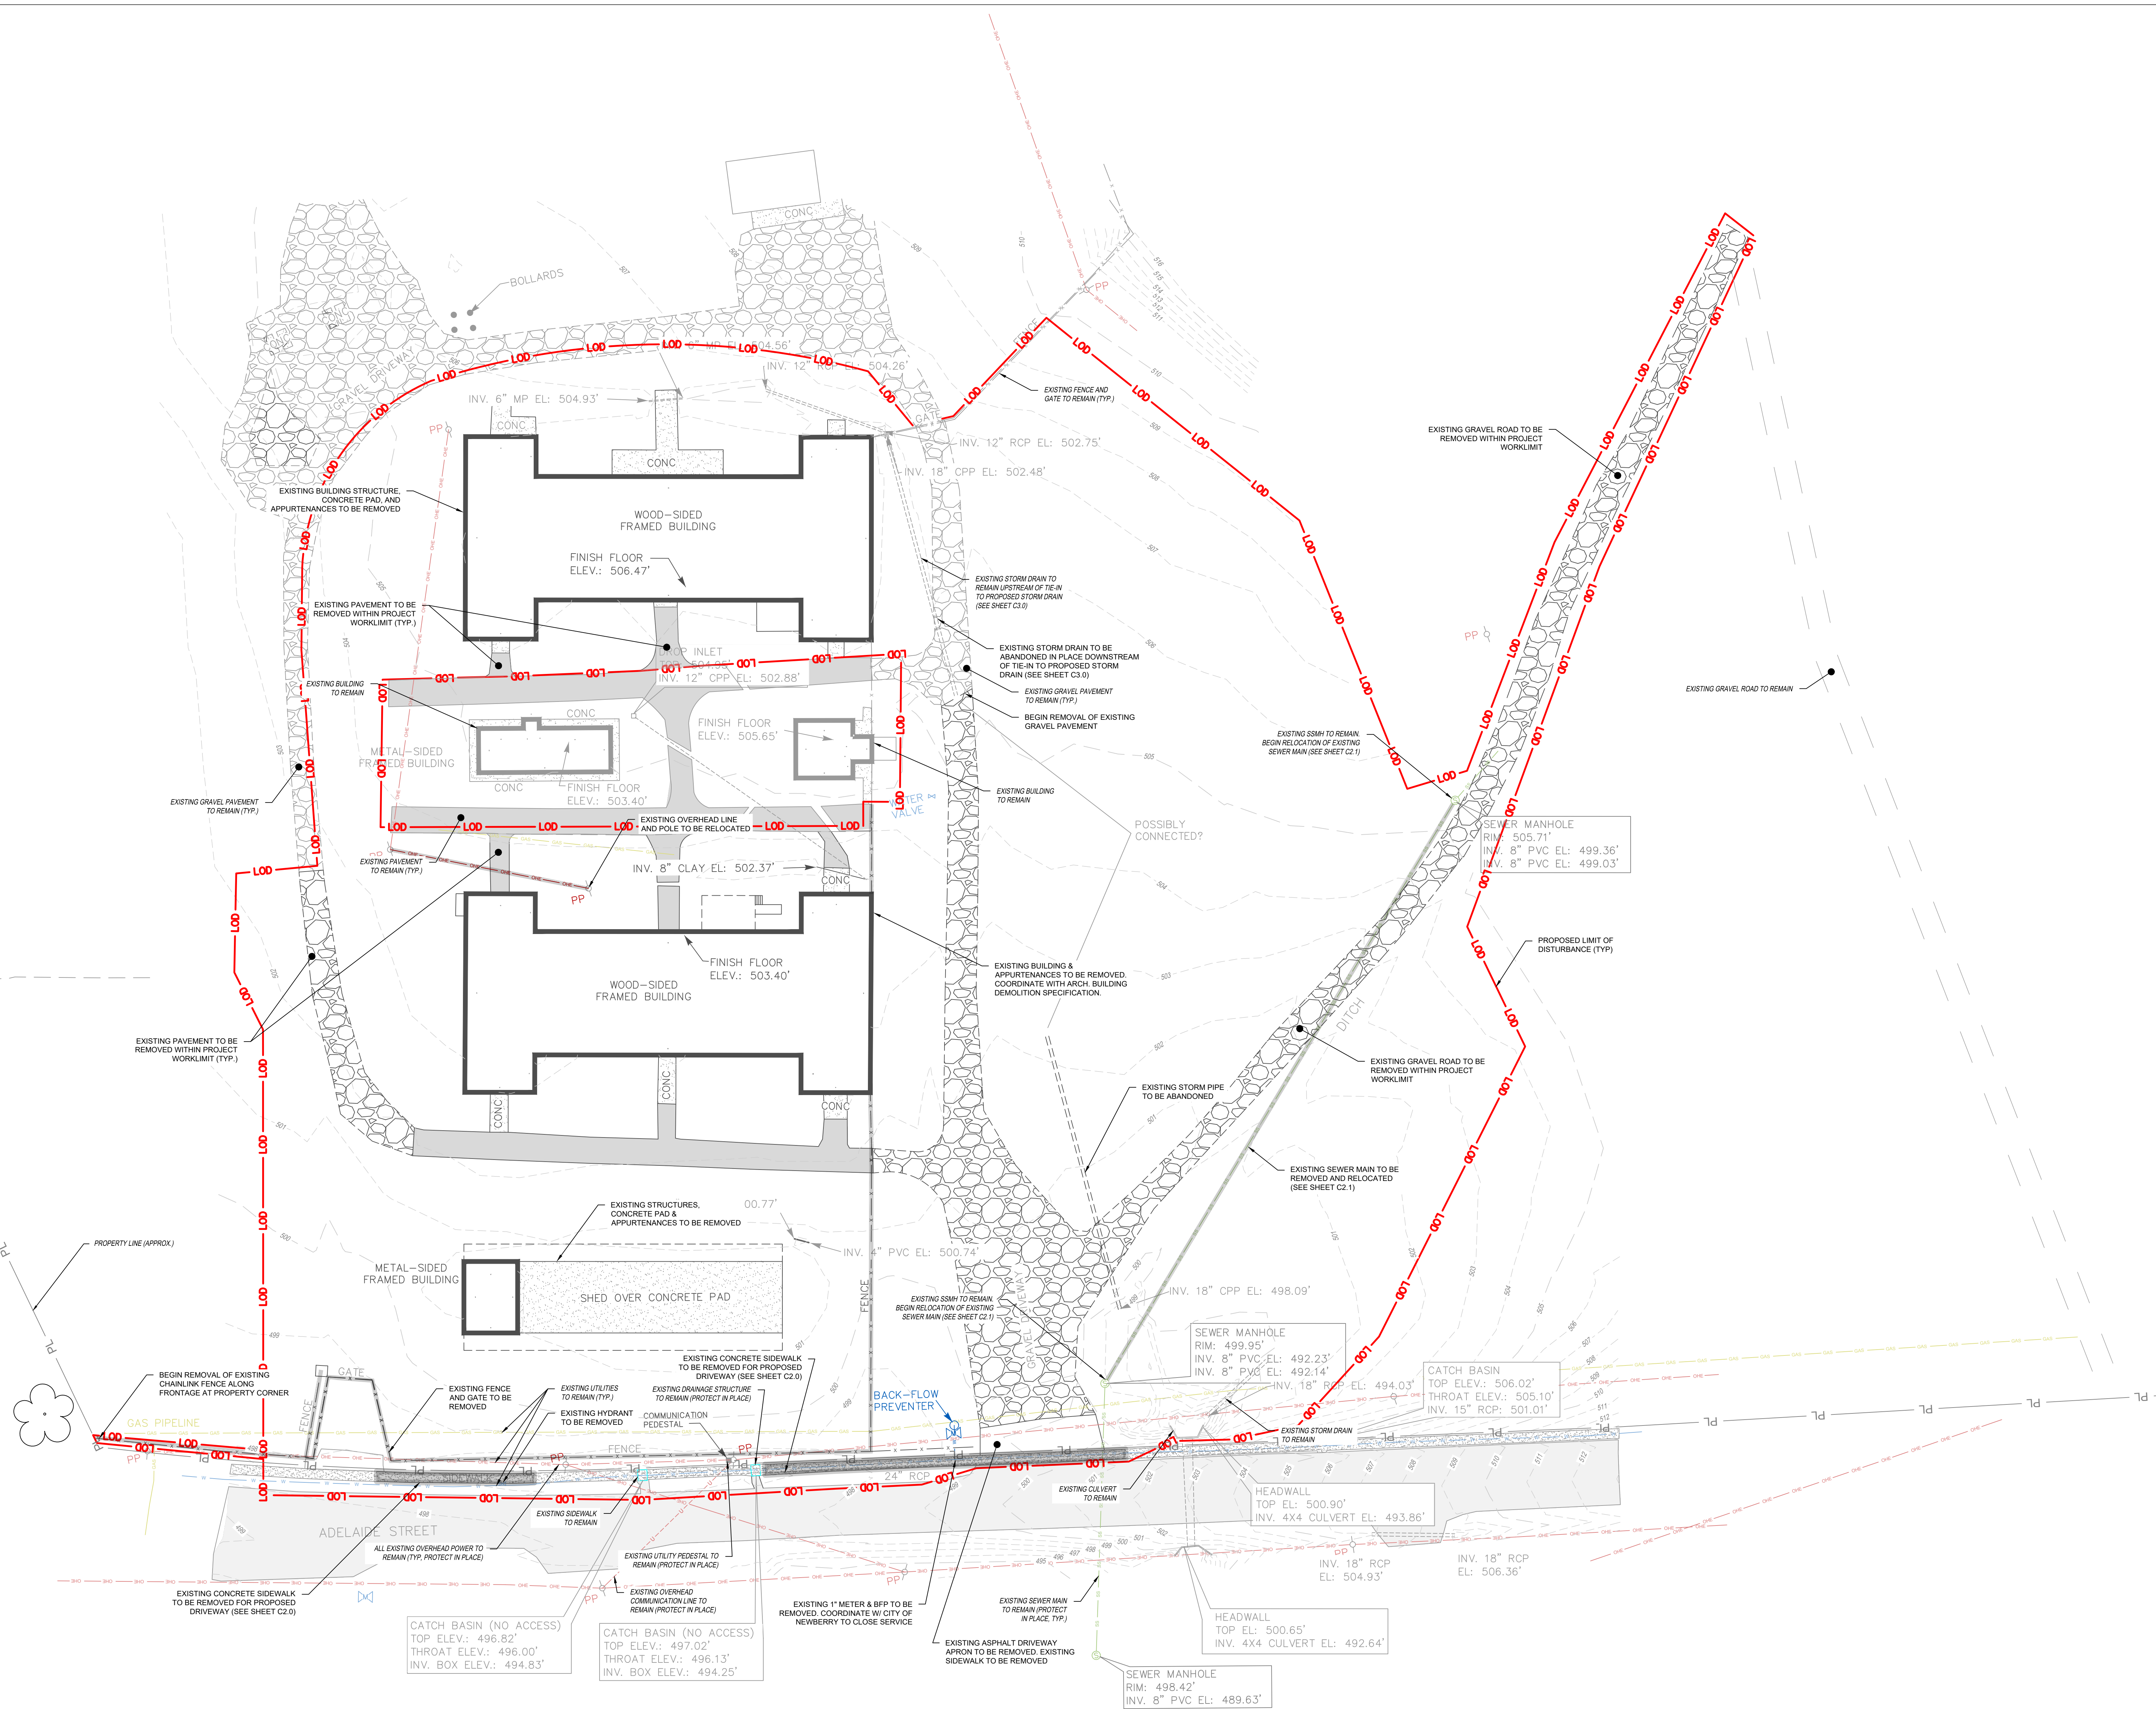 CONC
BOLLARDS
CONC
CONC
GRAVEL DRIVEWAY
PP
FENCE
6" MP EL: 504.56'
INV. 12" RCP EL: 504.26'
INV. 6" MP EL: 504.93'
EXISTING FENCE AND
GATE TO REMAIN (TYP.)
GATE
PP
CONC
CONC
INV. 12" RCP EL: 502.75'
INV. 18" CPP EL: 502.48'
EXISTING GRAVEL ROAD TO BE
REMOVED WITHIN PROJECT
WORKLIMIT
EXISTING BUILDING STRUCTURE,
CONCRETE PAD, AND
APPURTENANCES TO BE REMOVED
WOOD-SIDED
FRAMED BUILDING
FINISH FLOOR
ELEV.: 506.47'
EXISTING STORM DRAIN TO
REMAIN UPSTREAM OF TIE-IN
TO PROPOSED STORM DRAIN
(SEE SHEET C3.0)
EXISTING PAVEMENT TO BE
REMOVED WITHIN PROJECT
WORKLIMIT (TYP.)
PP
DROP INLET
INV. 12" CPP EL: 502.88'
EXISTING STORM DRAIN TO BE
ABANDONED IN PLACE DOWNSTREAM
OF TIE-IN TO PROPOSED STORM
DRAIN (SEE SHEET C3.0)
EXISTING BUILDING
TO REMAIN
EXISTING GRAVEL PAVEMENT
TO REMAIN (TYP.)
EXISTING GRAVEL ROAD TO REMAIN
BEGIN REMOVAL OF EXISTING
GRAVEL PAVEMENT
CONC
FINISH FLOOR
ELEV.: 505.65'
METAL-SIDED
FRAMED BUILDING
EXISTING SSMH TO REMAIN.
BEGIN RELOCATION OF EXISTING
SEWER MAIN (SEE SHEET C2.1)
CONC
FINISH FLOOR
ELEV.: 503.40'
EXISTING BUILDING
TO REMAIN
EXISTING GRAVEL PAVEMENT
TO REMAIN (TYP.)
WATER
VALVE
EXISTING OVERHEAD LINE
AND POLE TO BE RELOCATED
POSSIBLY
CONNECTED?
SEWER MANHOLE
RIM: 505.71'
INV. 8" PVC EL: 499.36'
INV. 8" PVC EL: 499.03'
PP
EXISTING PAVEMENT
TO REMAIN (TYP.)
INV. 8" CLAY EL: 502.37'
CONC
PP
PROPOSED LIMIT OF
DISTURBANCE (TYP)
FINISH FLOOR
ELEV.: 503.40'
WOOD-SIDED
FRAMED BUILDING
EXISTING BUILDING &
APPURTENANCES TO BE REMOVED.
COORDINATE WITH ARCH. BUILDING
DEMOLITION SPECIFICATION.
DITCH
EXISTING PAVEMENT TO BE
REMOVED WITHIN PROJECT
WORKLIMIT (TYP.)
EXISTING GRAVEL ROAD TO BE
REMOVED WITHIN PROJECT
WORKLIMIT
CONC
CONC
CONC
EXISTING STORM PIPE
TO BE ABANDONED
EXISTING SEWER MAIN TO BE
REMOVED AND RELOCATED
(SEE SHEET C2.1)
EXISTING STRUCTURES,
CONCRETE PAD &
APPURTENANCES TO BE REMOVED
00.77'
PROPERTY LINE (APPROX.)
INV. 4" PVC EL: 500.74'
METAL-SIDED
FRAMED BUILDING
SHED OVER CONCRETE PAD
FENCE
GRAVEL DRIVEWAY
INV. 18" CPP EL: 498.09'
EXISTING SSMH TO REMAIN.
BEGIN RELOCATION OF EXISTING
SEWER MAIN (SEE SHEET C2.1)
SEWER MANHOLE
RIM: 499.95'
INV. 8" PVC EL: 492.23'
INV. 8" PVC EL: 492.14'
INV. 18" RCP EL: 494.03'
CATCH BASIN
TOP ELEV.: 506.02'
THROAT ELEV.: 505.10'
INV. 15" RCP: 501.01'
BEGIN REMOVAL OF EXISTING
CHAINLINK FENCE ALONG
FRONTAGE AT PROPERTY CORNER
GATE
FENCE
EXISTING FENCE
AND GATE TO BE
REMOVED
EXISTING UTILITIES
TO REMAIN (TYP.)
EXISTING HYDRANT
TO BE REMOVED
EXISTING CONCRETE SIDEWALK
TO BE REMOVED FOR PROPOSED
DRIVEWAY (SEE SHEET C2.0)
EXISTING DRAINAGE STRUCTURE
TO REMAIN (PROTECT IN PLACE)
COMMUNICATION
PEDESTAL
BACK-FLOW
PREVENTER
GAS PIPELINE
FENCE
PP
PP
PP
EXISTING STORM DRAIN
TO REMAIN
SIDEWALK
24" RCP
EXISTING CULVERT
TO REMAIN
HEADWALL
TOP EL: 500.90'
INV. 4X4 CULVERT EL: 493.86'
EXISTING SIDEWALK
TO REMAIN
ADELAIDE STREET
ALL EXISTING OVERHEAD POWER TO
REMAIN (TYP, PROTECT IN PLACE)
EXISTING UTILITY PEDESTAL TO
REMAIN (PROTECT IN PLACE)
PP
INV. 18" RCP
EL: 504.93'
INV. 18" RCP
EL: 506.36'
EXISTING CONCRETE SIDEWALK
TO BE REMOVED FOR PROPOSED
DRIVEWAY (SEE SHEET C2.0)
PP
PP
EXISTING OVERHEAD
COMMUNICATION LINE TO
REMAIN (PROTECT IN PLACE)
EXISTING 1" METER & BFP TO BE
REMOVED. COORDINATE W/ CITY OF
NEWBERRY TO CLOSE SERVICE
EXISTING SEWER MAIN
TO REMAIN (PROTECT
IN PLACE, TYP.)
HEADWALL
TOP EL: 500.65'
INV. 4X4 CULVERT EL: 492.64'
CATCH BASIN (NO ACCESS)
TOP ELEV.: 496.82'
THROAT ELEV.: 496.00'
INV. BOX ELEV.: 494.83'
CATCH BASIN (NO ACCESS)
TOP ELEV.: 497.02'
THROAT ELEV.: 496.13'
INV. BOX ELEV.: 494.25'
EXISTING ASPHALT DRIVEWAY
APRON TO BE REMOVED. EXISTING
SIDEWALK TO BE REMOVED
SEWER MANHOLE
RIM: 498.42'
INV. 8" PVC EL: 489.63'